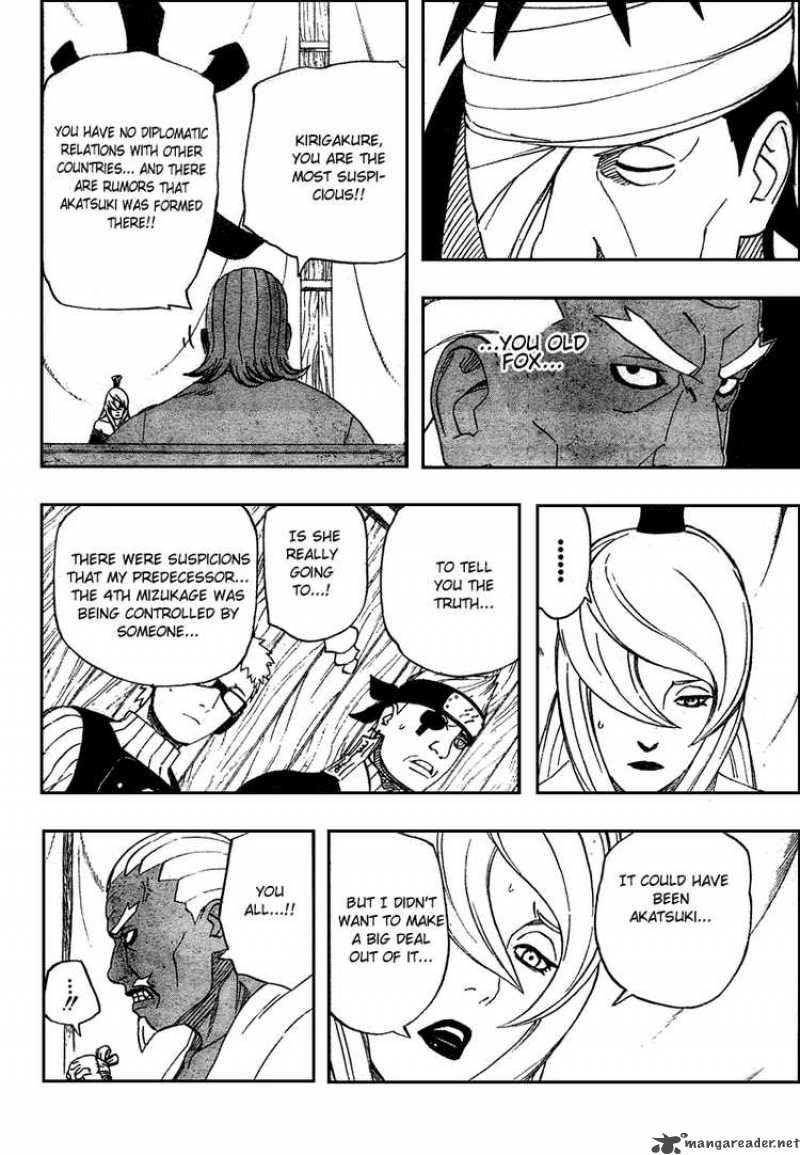 ...YOU OLD
FOX...
KIRIGAKURE,
YOU ARE THE
MOST SUSPI-
CIOUS!!
YOU HAVE NO DIPLOMATIC
RELATIONS WITH OTHER
COUNTRIES... AND THERE
ARE RUMORS THAT
AKATSUKI WAS FORMED
THERE!!
......
TO TELL
YOU THE
TRUTH...
IS SHE
REALLY
GOING
TO...!
THERE WERE SUSPICIONS
THAT MY PREDECESSOR...
THE 4TH MIZUKAGE WAS
BEING CONTROLLED BY
SOMEONE...
IT COULD HAVE
BEEN
AKATSUKI...
BUT I DIDN'T
WANT TO MAKE
A BIG DEAL
OUT OF IT...
YOU
ALL...!!
...!!
mangareader.net